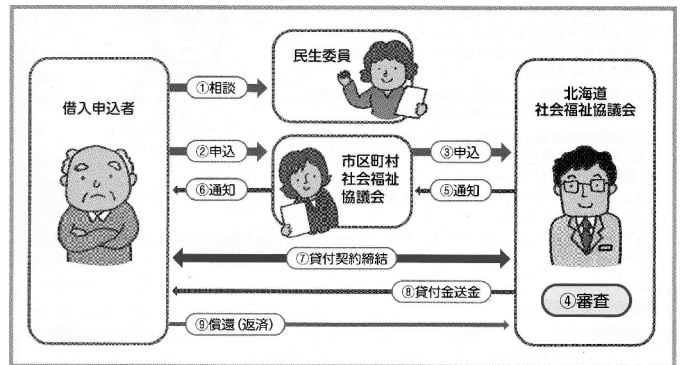 民生委員
北海道
社会福祉協議会
借入申込者
①相談
②申込
市区町村
社会福祉
協議会
③申込
⑥通知
⑤通知
⑦貸付契約締結
⑧貸付金送金
④審査
⑨償還(返済)